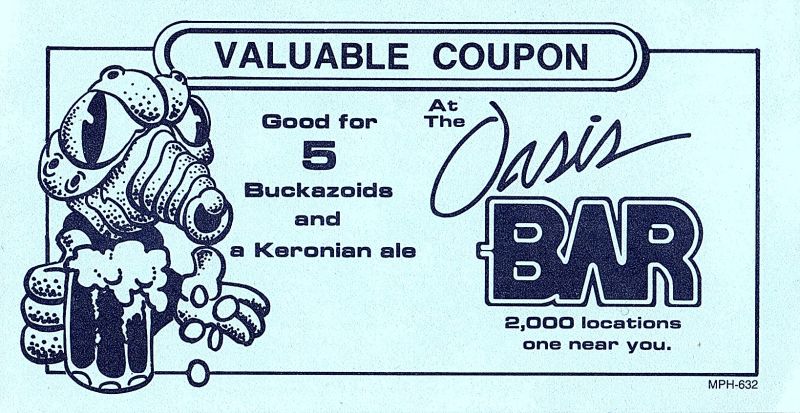 VALUABLE COUPON
Good for
5
Buckazoids
and
a Keronian ale
At
The
Oasis
BAR
2,000 locations
one near you.
MPH-632